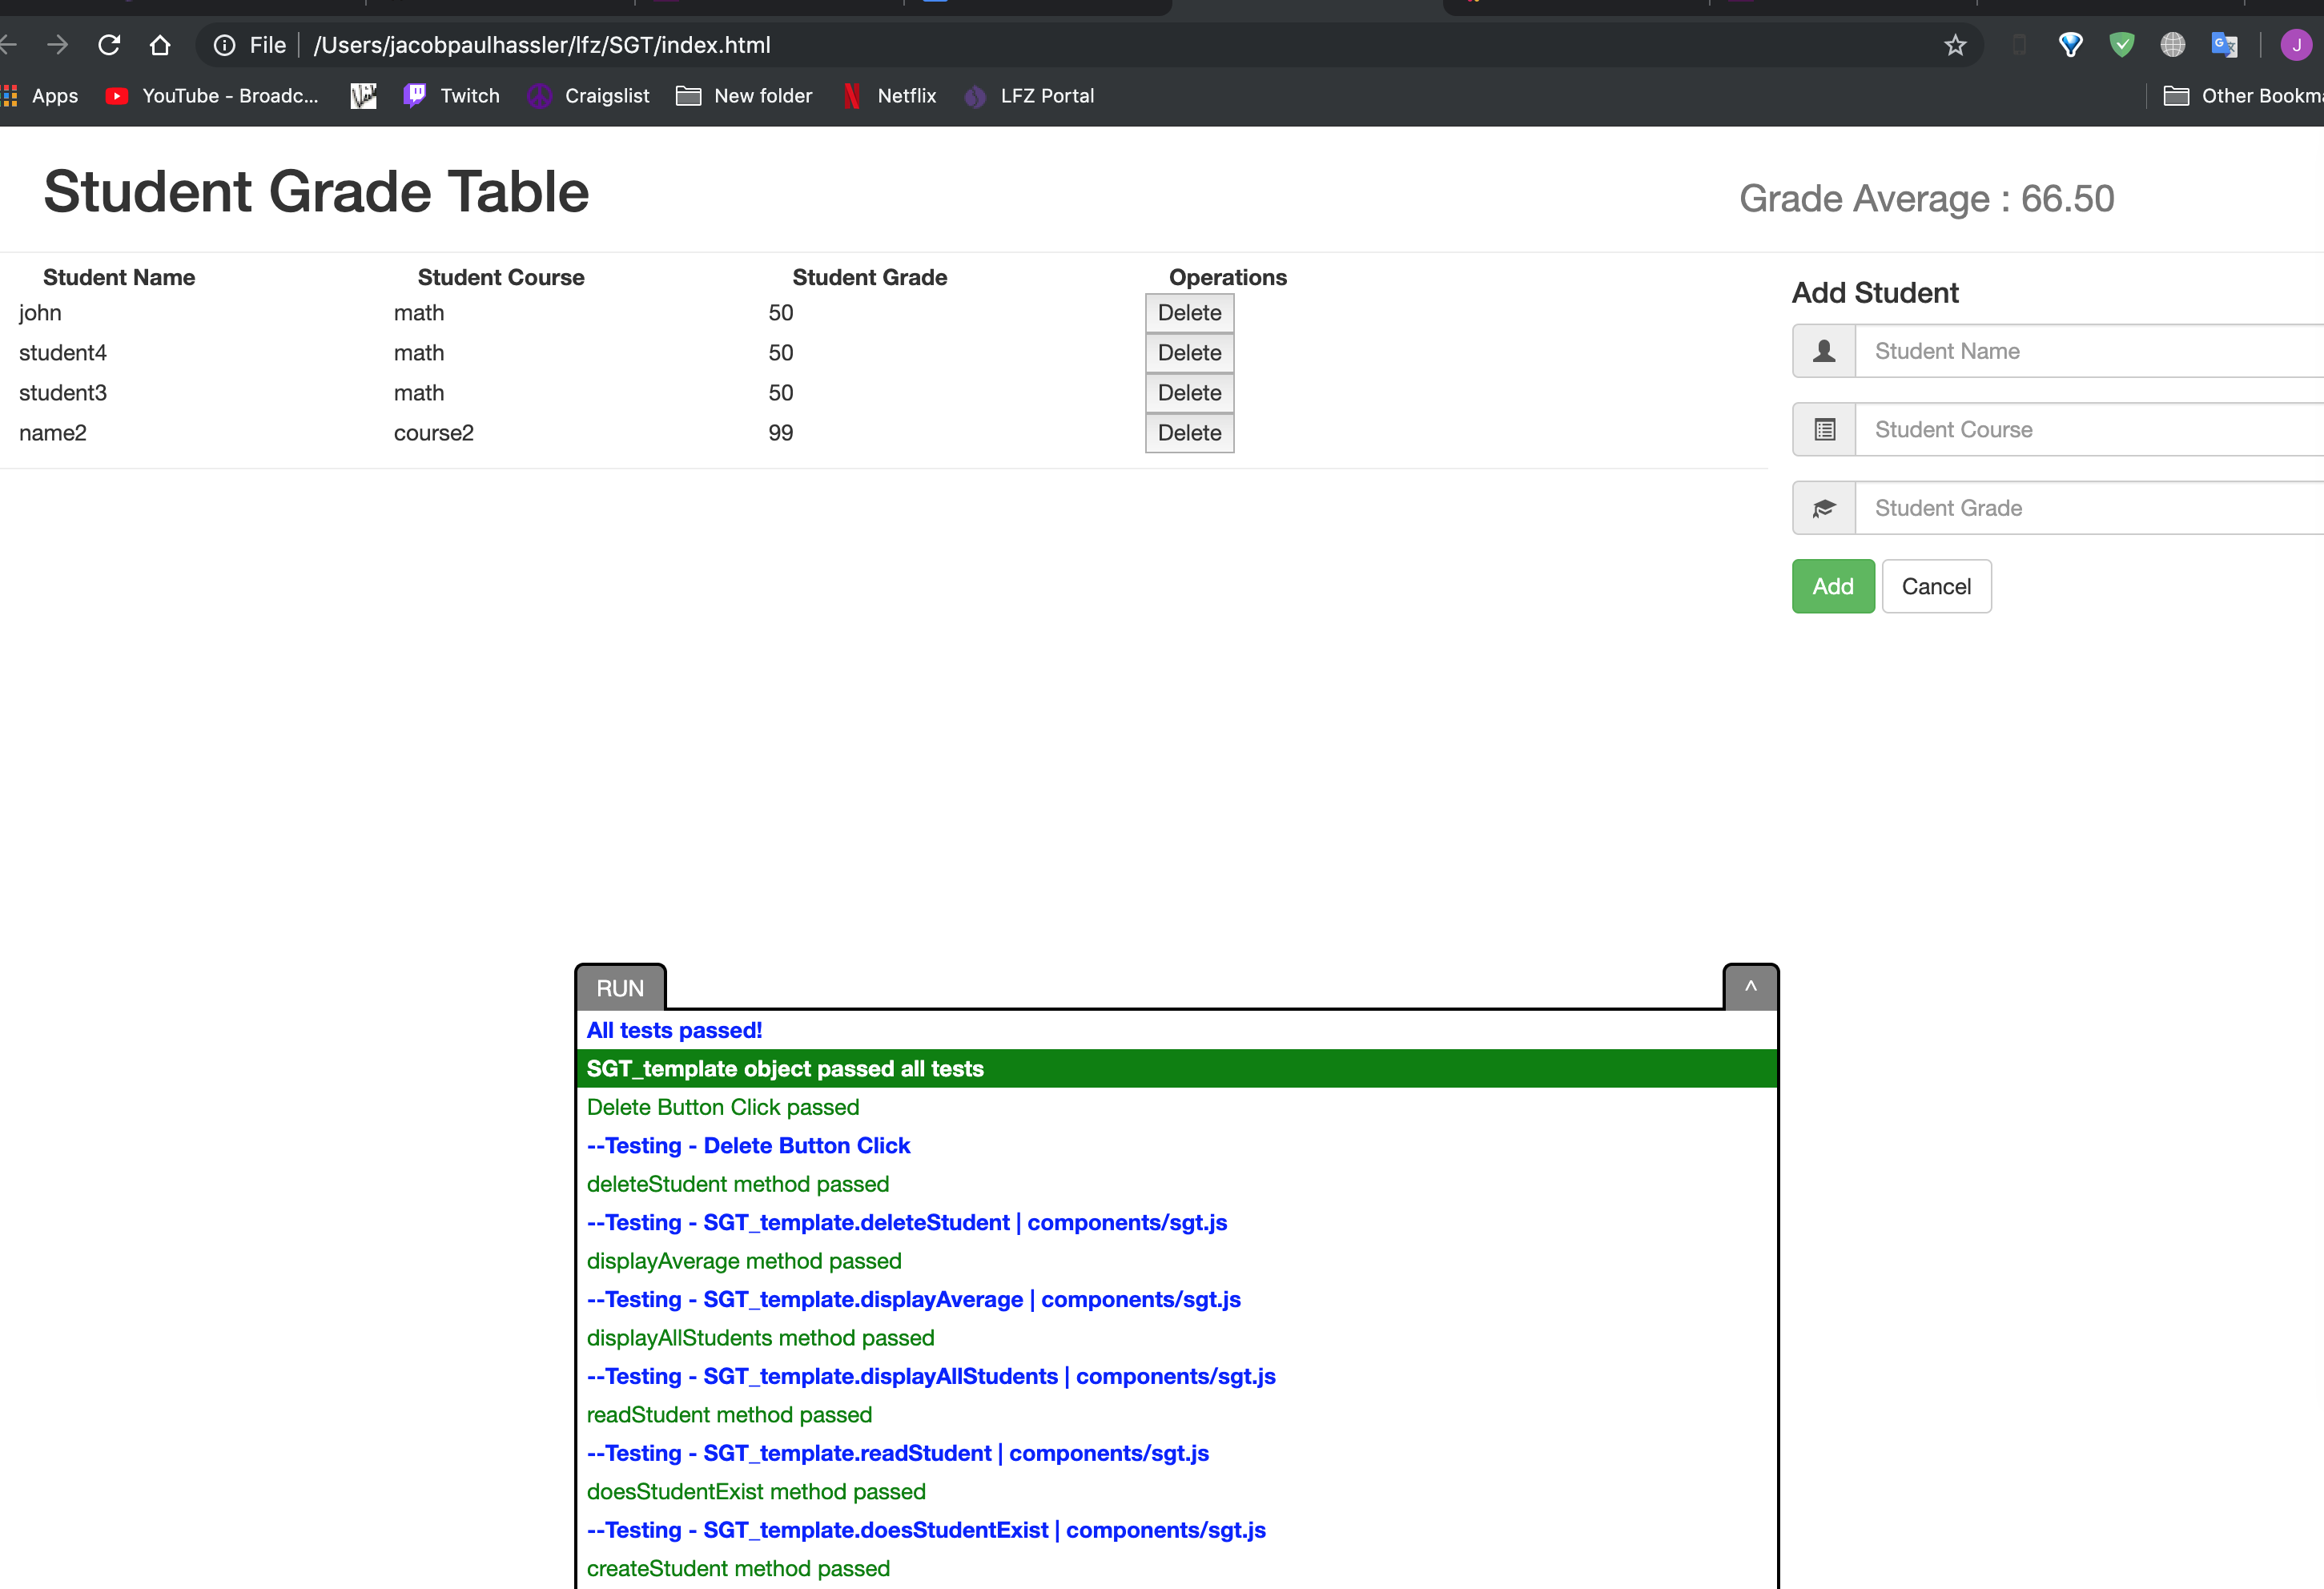 File /Users/jacobpaulhassler/lfz/SGT/index.html J
Apps YouTube - Broadc... Twitch Craigslist New folder Netflix LFZ Portal Other Bookma
Student Grade Table Grade Average : 66.50
Student Name Student Course Student Grade Operations
john math 50 Delete
student4 math 50 Delete
student3 math 50 Delete
name2 course2 99 Delete
Add Student
Student Name
Student Course
Student Grade
Add Cancel
RUN ^
All tests passed!
SGT_template object passed all tests
Delete Button Click passed
--Testing - Delete Button Click
deleteStudent method passed
--Testing - SGT_template.deleteStudent | components/sgt.js
displayAverage method passed
--Testing - SGT_template.displayAverage | components/sgt.js
displayAllStudents method passed
--Testing - SGT_template.displayAllStudents | components/sgt.js
readStudent method passed
--Testing - SGT_template.readStudent | components/sgt.js
doesStudentExist method passed
--Testing - SGT_template.doesStudentExist | components/sgt.js
createStudent method passed